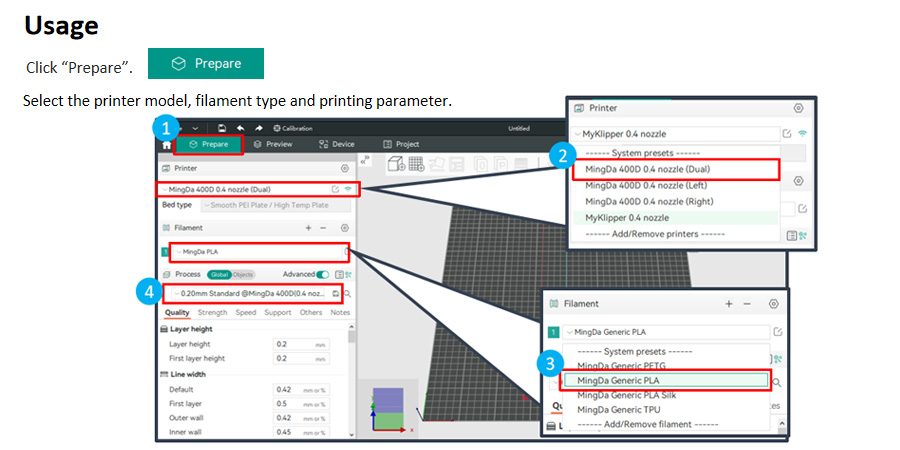 Usage
Click “Prepare”.
Prepare
Select the printer model, filament type and printing parameter.
1
Calibration
Untitled
Prepare
Preview
Device
Project
Printer
MingDa 400D 0.4 nozzle (Dual)
Bed type
Smooth PEI Plate / High Temp Plate
Filament
1
MingDa PLA
Process
Global
Objects
Advanced
4
0.20mm Standard @MingDa 400D(0.4 noz...
Quality
Strength
Speed
Support
Others
Notes
Layer height
Layer height 0.2 mm
First layer height 0.2 mm
Line width
Default 0.42 mm or %
First layer 0.5 mm or %
Outer wall 0.42 mm or %
Inner wall 0.45 mm or %
x
2
Printer
MyKlipper 0.4 nozzle
------ System presets ------
MingDa 400D 0.4 nozzle (Dual)
MingDa 400D 0.4 nozzle (Left)
MingDa 400D 0.4 nozzle (Right)
MyKlipper 0.4 nozzle
------ Add/Remove printers ------
3
Filament
1
MingDa Generic PLA
------ System presets ------
MingDa Generic PETG
MingDa Generic PLA
MingDa Generic PLA Silk
MingDa Generic TPU
------ Add/Remove filament ------